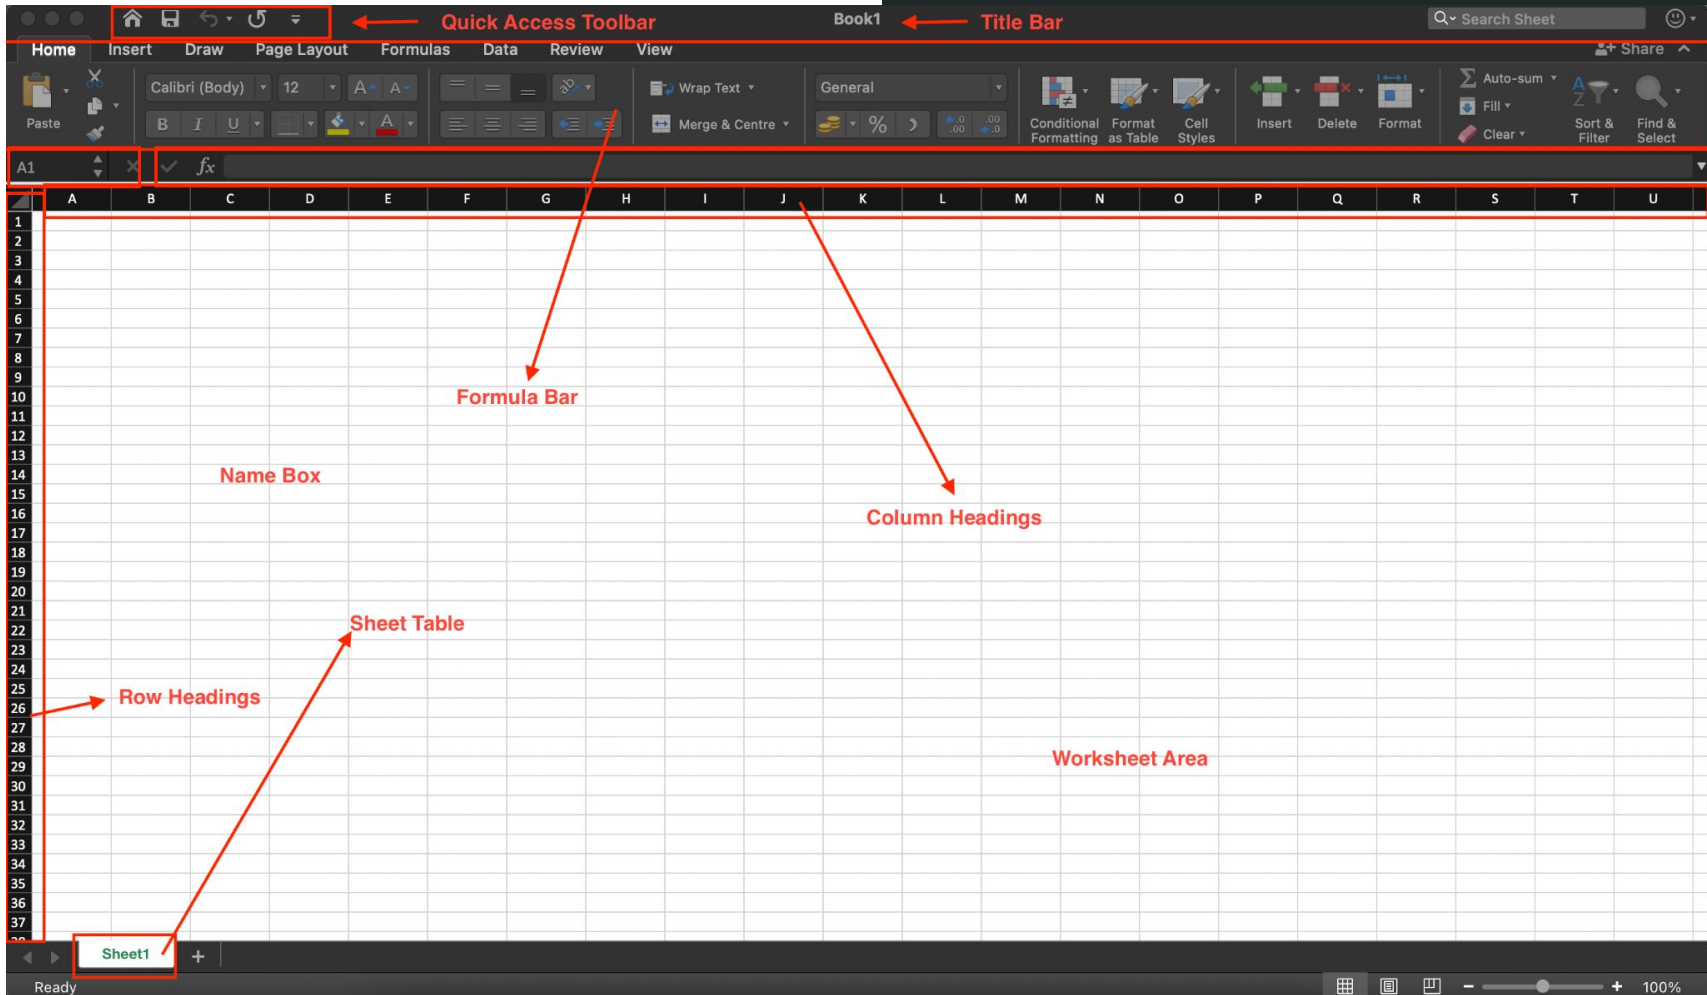 Quick Access Toolbar
Book1
Title Bar
Search Sheet
Home Insert Draw Page Layout Formulas Data Review View
Share
Calibri (Body) 12 A A
Wrap Text
General
Auto-sum
Fill
Clear
Paste
B I U A
Merge & Centre
% .0 .00 .00 .0
Conditional Formatting
Format as Table
Cell Styles
Insert Delete Format
A Z
Sort & Filter
Find & Select
A1
fx
A B C D E F G H I J K L M N O P Q R S T U
1
2
3
4
5
6
7
8
9
Formula Bar
10
11
12
13
Name Box
14
15
16
Column Headings
17
18
19
20
21
Sheet Table
22
23
24
25
Row Headings
26
27
28
Worksheet Area
29
30
31
32
33
34
35
36
37
Sheet1 +
Ready
100%